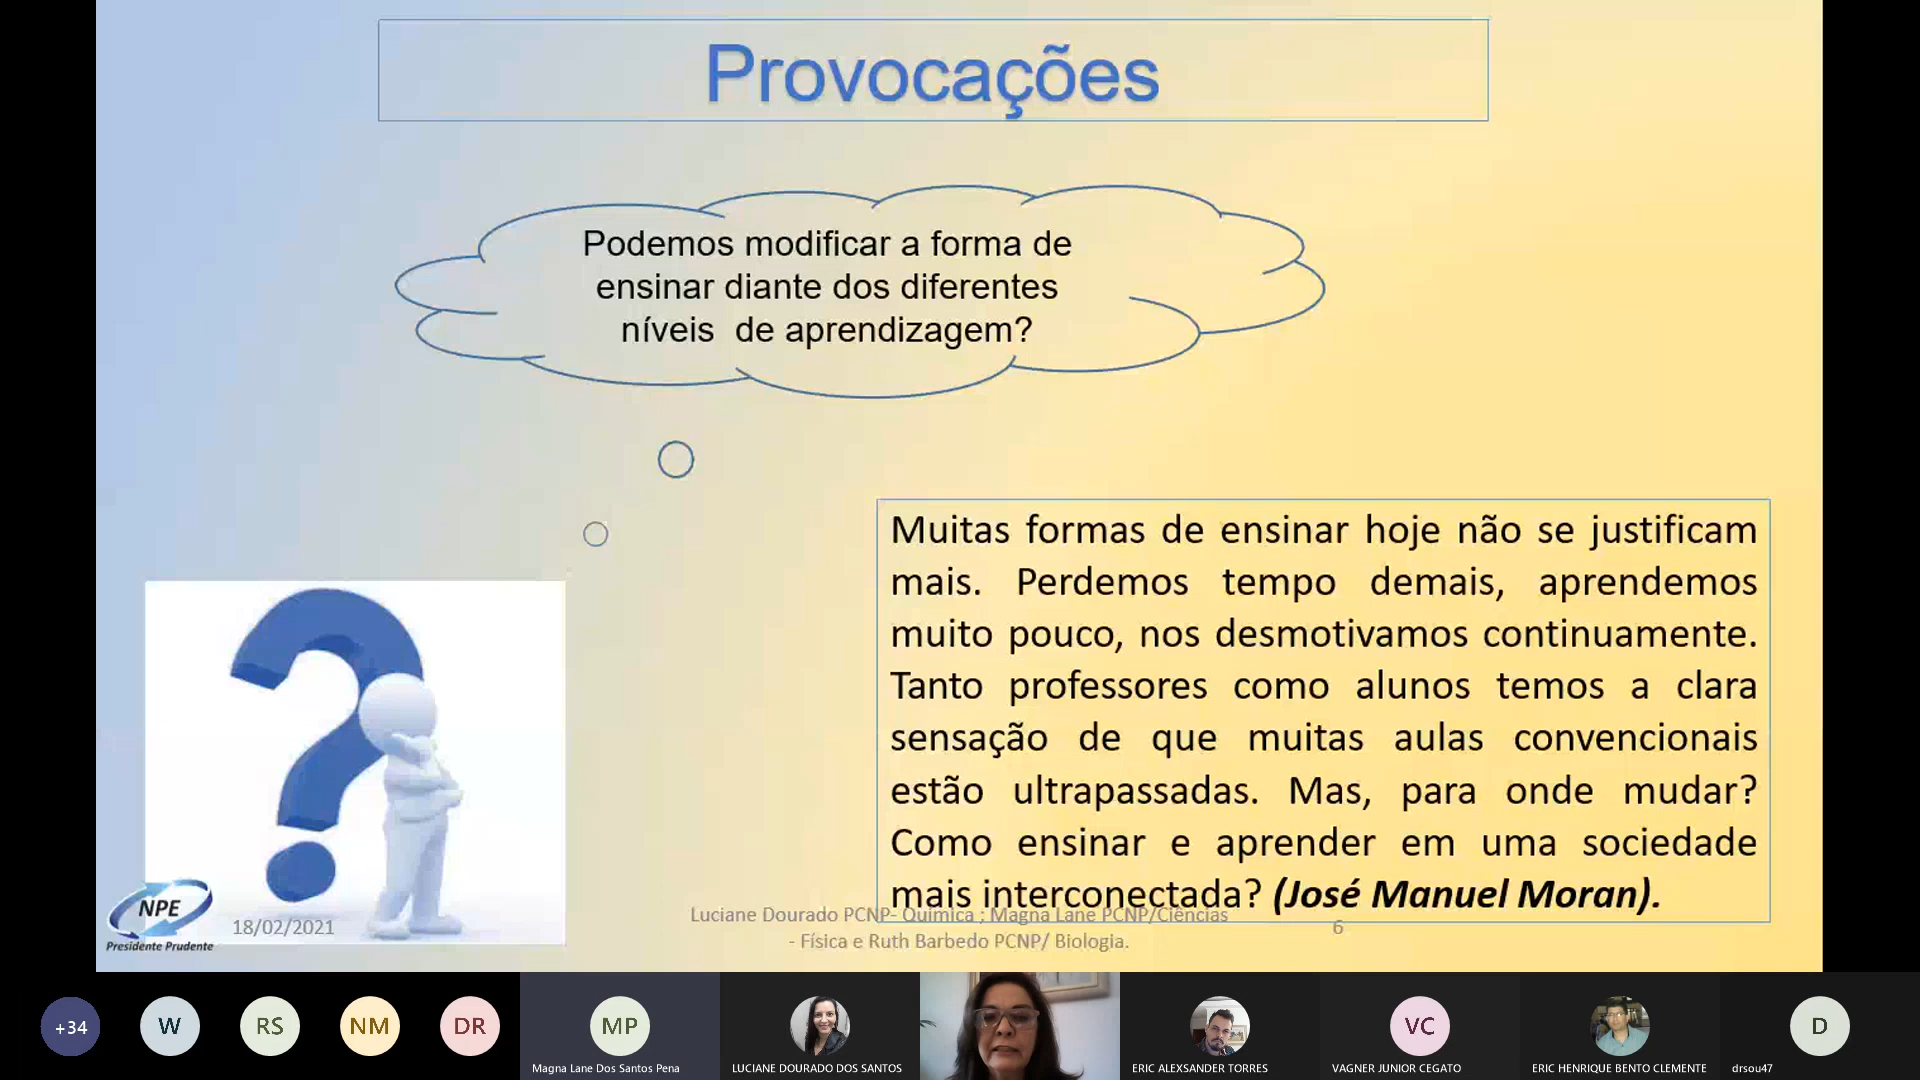 Provocações
Podemos modificar a forma de
ensinar diante dos diferentes
níveis de aprendizagem?
Muitas formas de ensinar hoje não se justificam
mais. Perdemos tempo demais, aprendemos
muito pouco, nos desmotivamos continuamente.
Tanto professores como alunos temos a clara
sensação de que muitas aulas convencionais
estão ultrapassadas. Mas, para onde mudar?
Como ensinar e aprender em uma sociedade
mais interconectada? (José Manuel Moran).
NPE
Presidente Prudente
18/02/2021
Luciane Dourado PCNP- Química ; Magna Lane PCNP/Ciências
- Física e Ruth Barbedo PCNP/ Biologia.
6
+34
W
RS
NM
DR
MP
VC
D
Magna Lane Dos Santos Pena
LUCIANE DOURADO DOS SANTOS
ERIC ALEXSANDER TORRES
VAGNER JUNIOR CEGATO
ERIC HENRIQUE BENTO CLEMENTE
drsou47